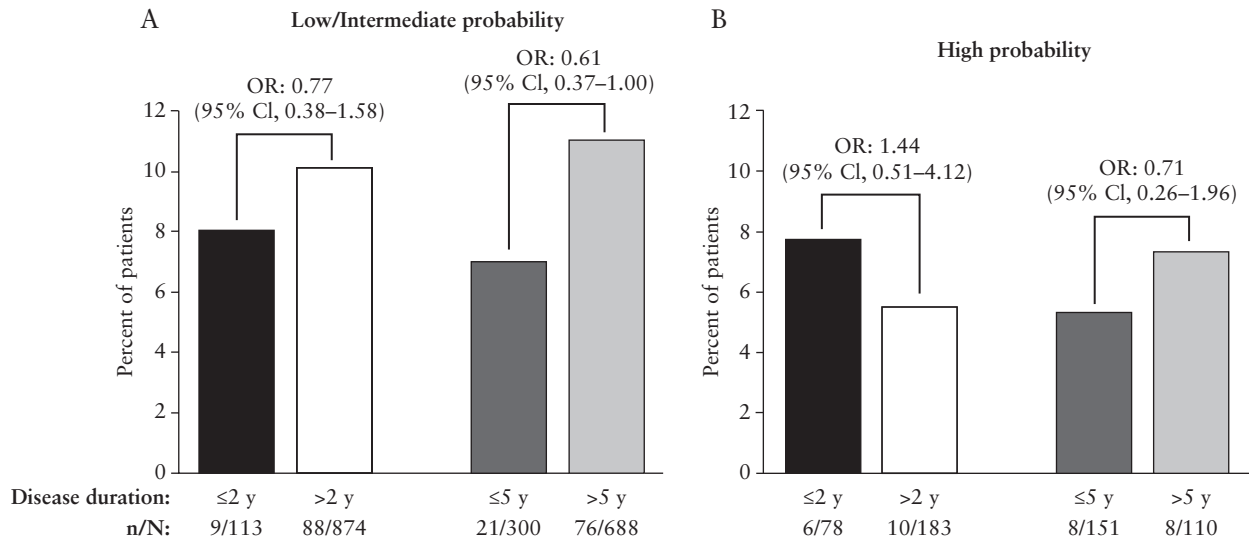 A
Low/Intermediate probability
OR: 0.77
(95% Cl, 0.38–1.58)
OR: 0.61
(95% Cl, 0.37–1.00)
Percent of patients
12
10
8
6
4
2
0
Disease duration: ≤2 y >2 y ≤5 y >5 y
n/N: 9/113 88/874 21/300 76/688
B
High probability
OR: 1.44
(95% Cl, 0.51–4.12)
OR: 0.71
(95% Cl, 0.26–1.96)
Percent of patients
12
10
8
6
4
2
0
≤2 y >2 y ≤5 y >5 y
6/78 10/183 8/151 8/110